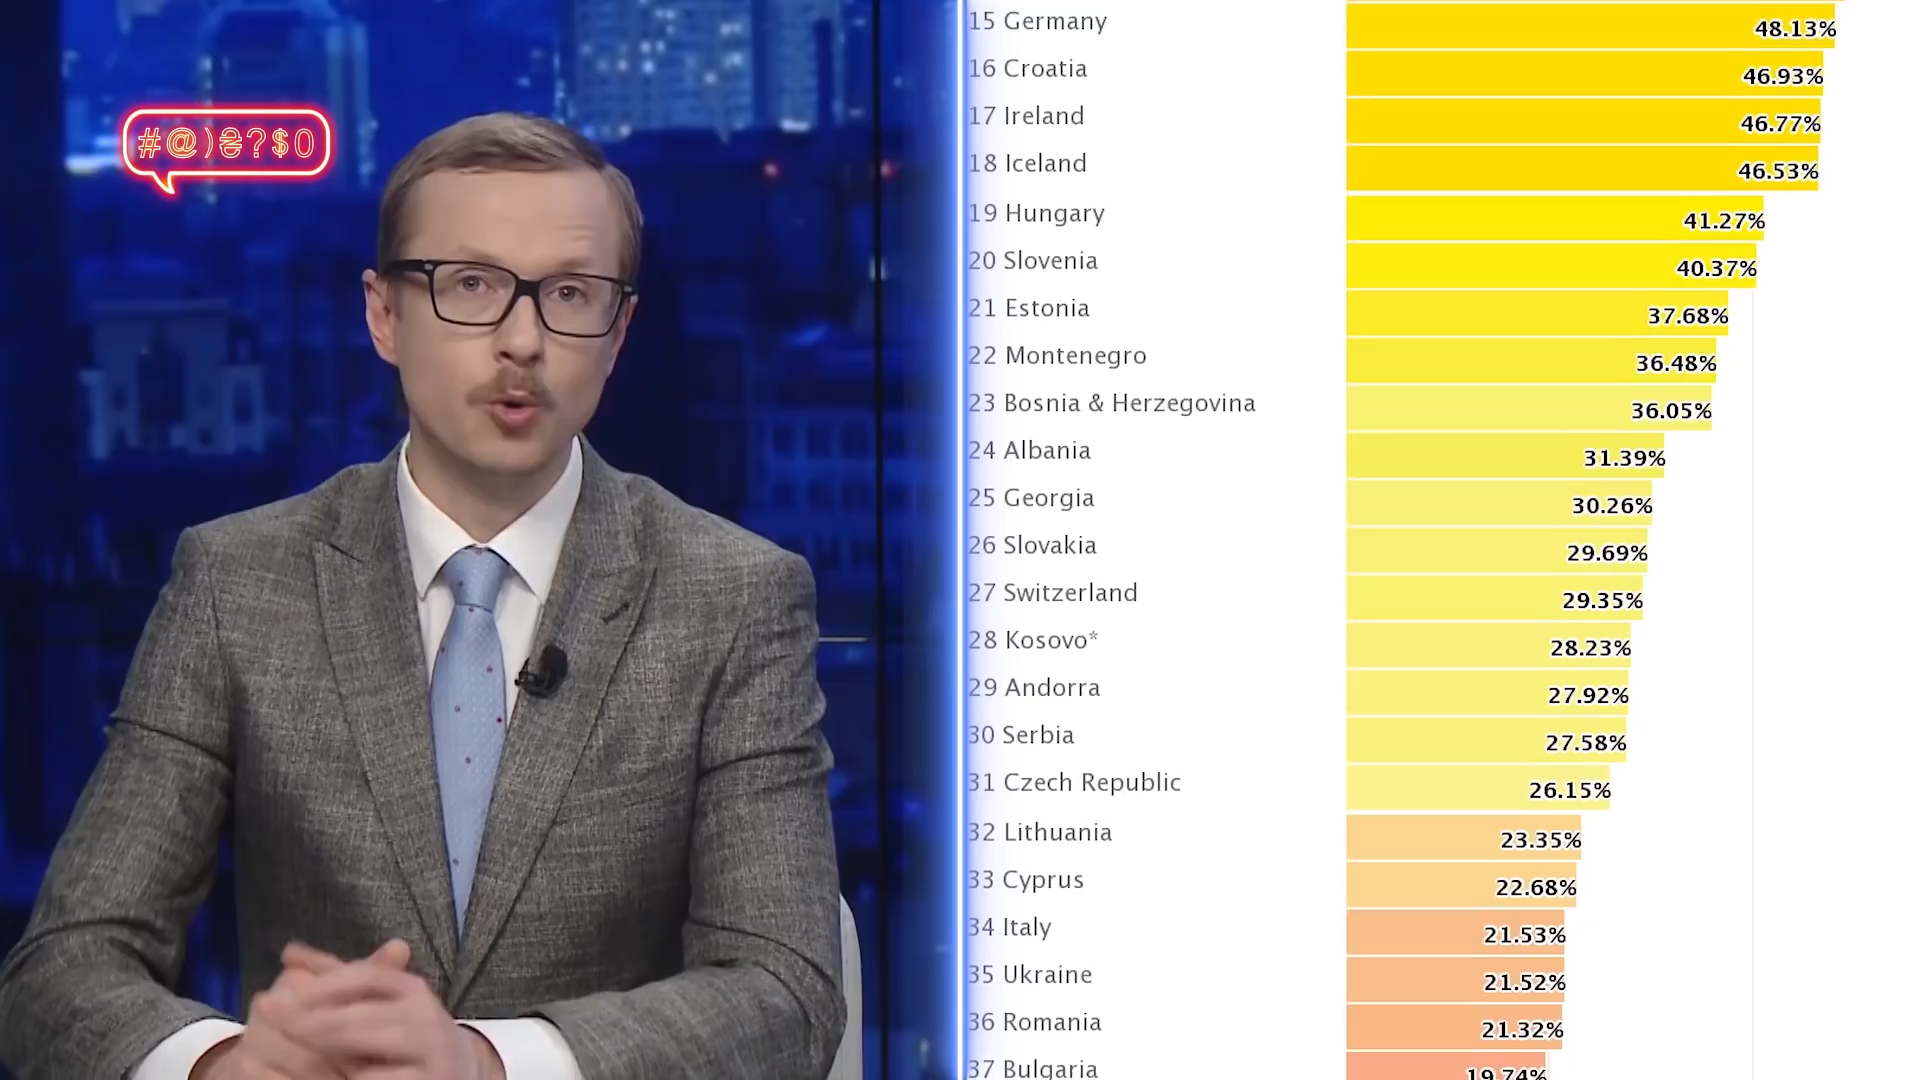 #@)₴?$0
15 Germany 48.13%
16 Croatia 46.93%
17 Ireland 46.77%
18 Iceland 46.53%
19 Hungary 41.27%
20 Slovenia 40.37%
21 Estonia 37.68%
22 Montenegro 36.48%
23 Bosnia & Herzegovina 36.05%
24 Albania 31.39%
25 Georgia 30.26%
26 Slovakia 29.69%
27 Switzerland 29.35%
28 Kosovo* 28.23%
29 Andorra 27.92%
30 Serbia 27.58%
31 Czech Republic 26.15%
32 Lithuania 23.35%
33 Cyprus 22.68%
34 Italy 21.53%
35 Ukraine 21.52%
36 Romania 21.32%
37 Bulgaria 19.74%